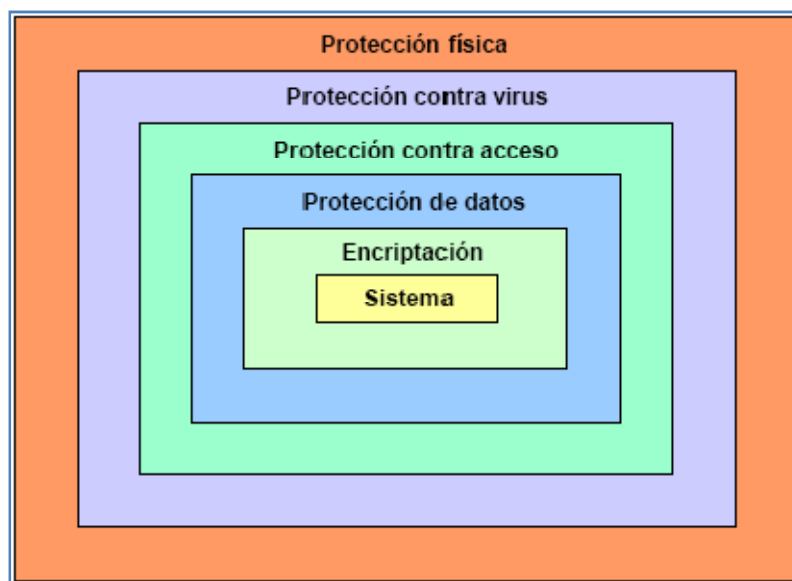 Protección física
Protección contra virus
Protección contra acceso
Protección de datos
Encriptación
Sistema